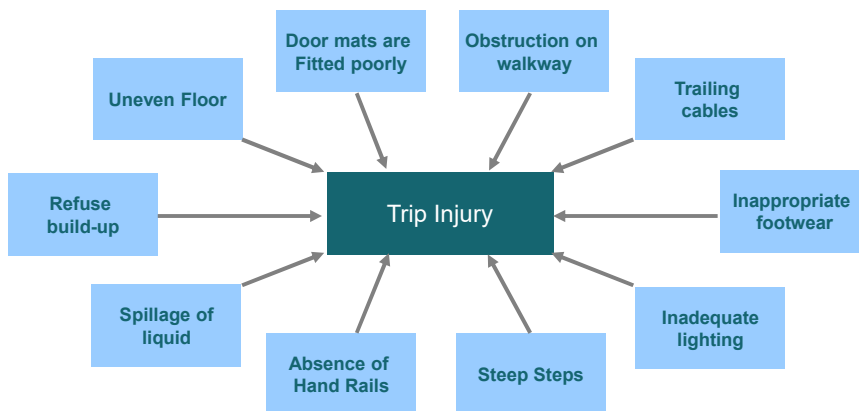 Door mats are
Fitted poorly
Obstruction on
walkway
Uneven Floor
Trailing
cables
Refuse
build-up
Trip Injury
Inappropriate
footwear
Spillage of
liquid
Inadequate
lighting
Absence of
Hand Rails
Steep Steps